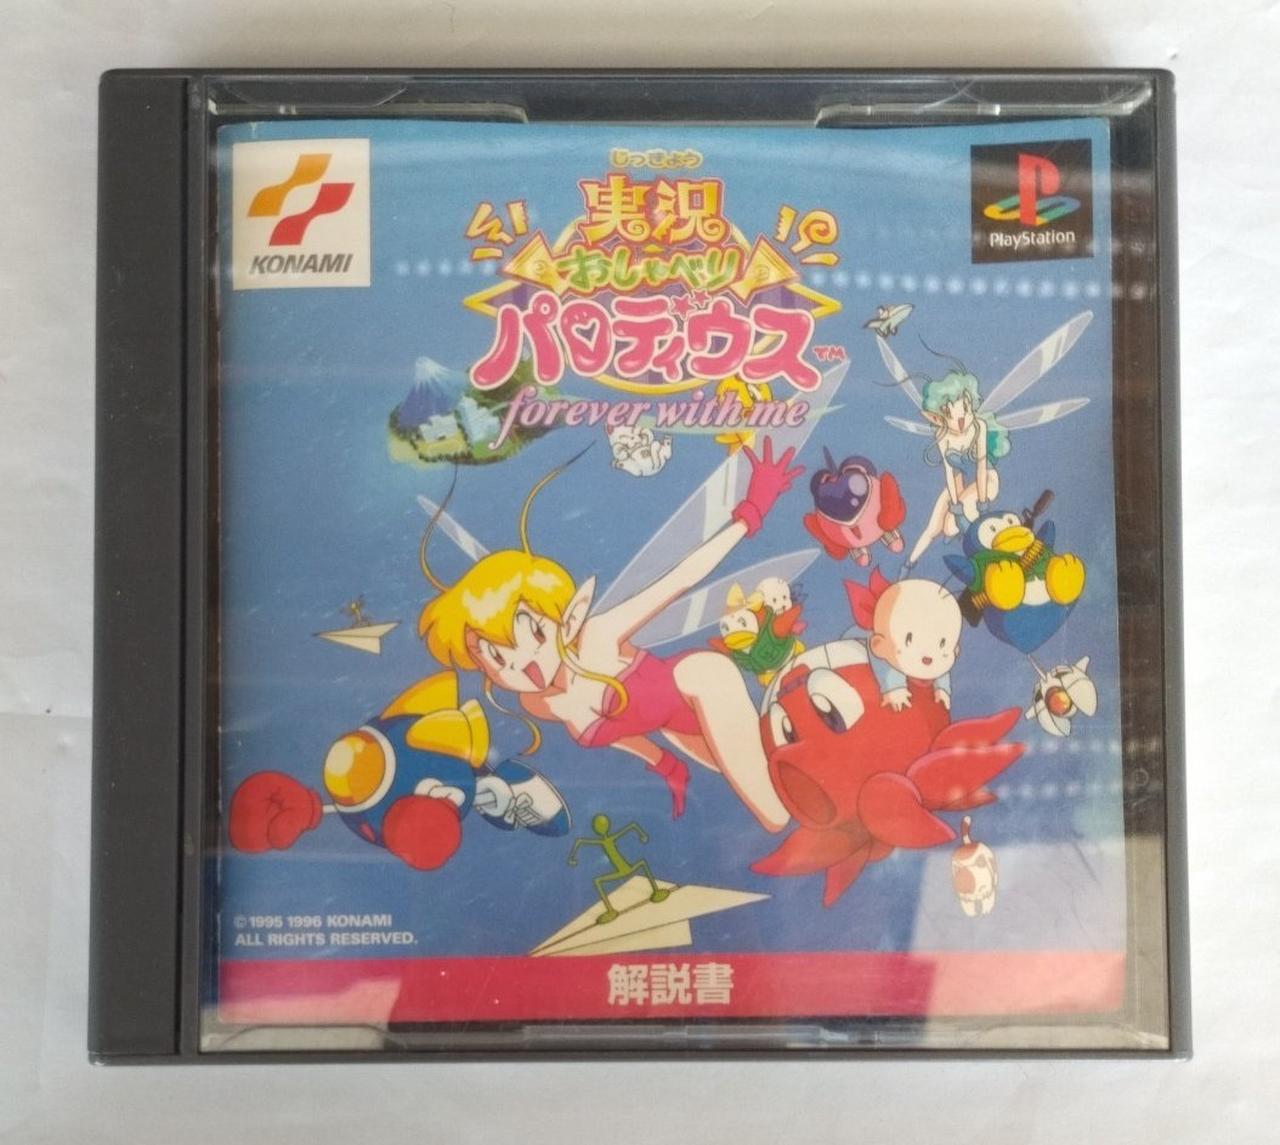 KONAMI
PlayStation
じっきょう
実況
おしゃべり
パロディウス TM
forever with me
© 1995 1996 KONAMI
ALL RIGHTS RESERVED.
解説書